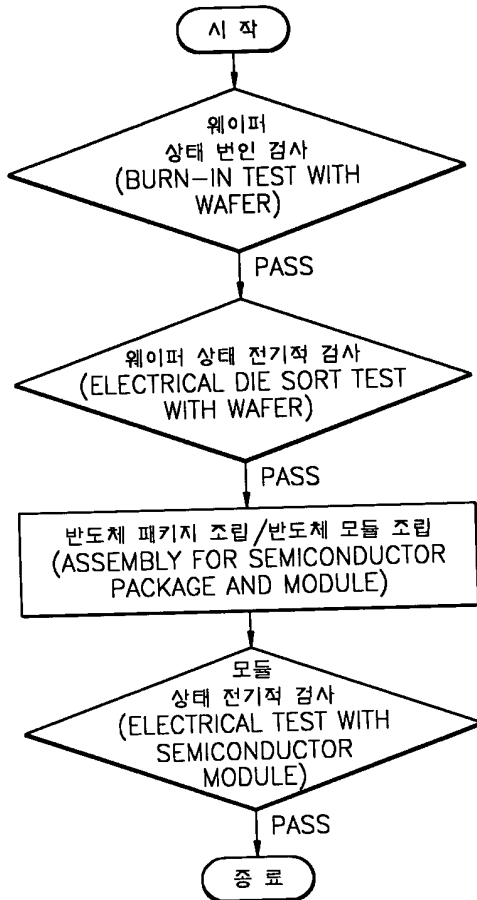 시 작
웨이퍼
상태 번인 검사
(BURN-IN TEST WITH
WAFER)
PASS
웨이퍼 상태 전기적 검사
(ELECTRICAL DIE SORT TEST
WITH WAFER)
PASS
반도체 패키지 조립/반도체 모듈 조립
(ASSEMBLY FOR SEMICONDUCTOR
PACKAGE AND MODULE)
모듈
상태 전기적 검사
(ELECTRICAL TEST WITH
SEMICONDUCTOR
MODULE)
PASS
종 료